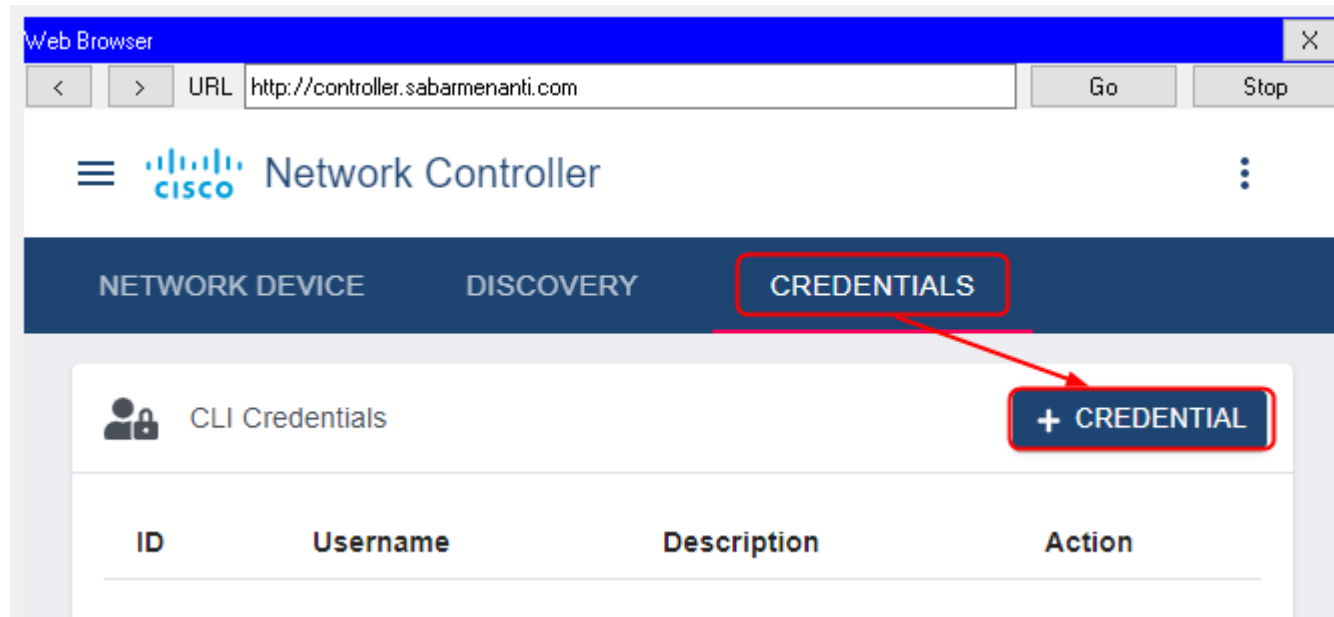 Web Browser X
< > URL http://controller.sabarmenanti.com Go Stop
CISCO Network Controller
NETWORK DEVICE DISCOVERY CREDENTIALS
CLI Credentials + CREDENTIAL
ID Username Description Action